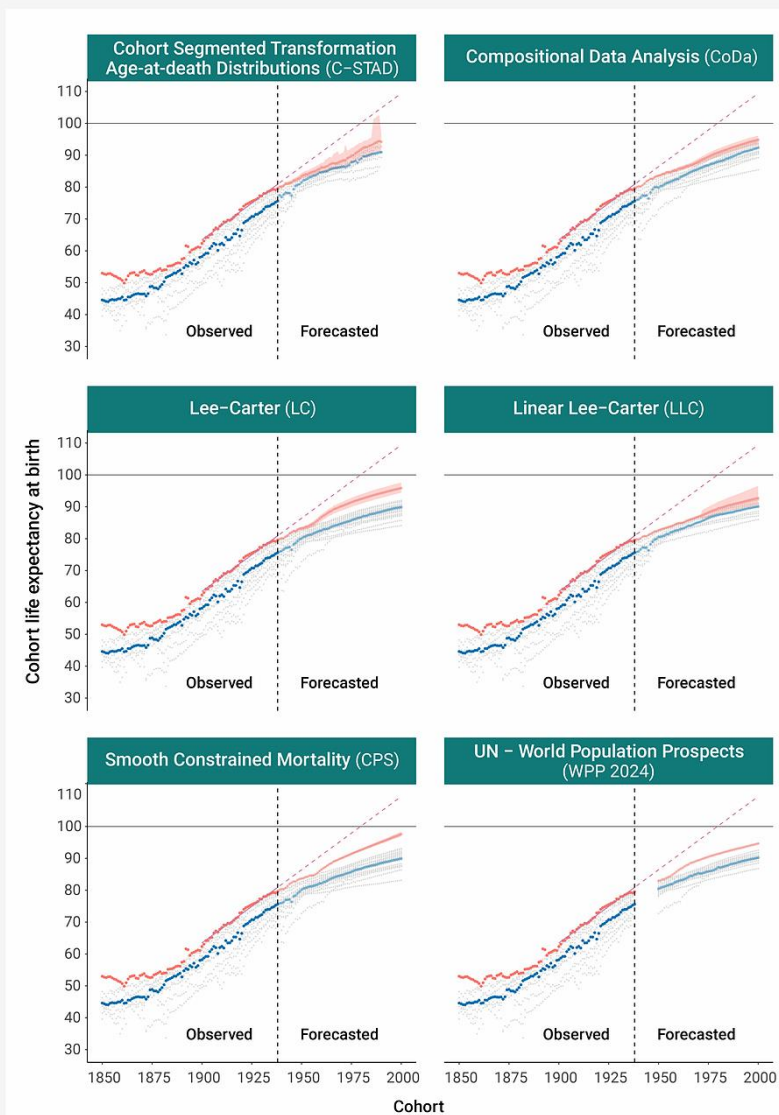 Cohort Segmented Transformation
Age-at-death Distributions (C-STAD)
Compositional Data Analysis (CoDa)
110
100
90
80
70
60
50
40
30
Observed
Forecasted
Observed
Forecasted
Lee-Carter (LC)
Linear Lee-Carter (LLC)
Cohort life expectancy at birth
110
100
90
80
70
60
50
40
30
Observed
Forecasted
Observed
Forecasted
Smooth Constrained Mortality (CPS)
UN – World Population Prospects
(WPP 2024)
110
100
90
80
70
60
50
40
30
Observed
Forecasted
Observed
Forecasted
1850 1875 1900 1925 1950 1975 2000
1850 1875 1900 1925 1950 1975 2000
Cohort